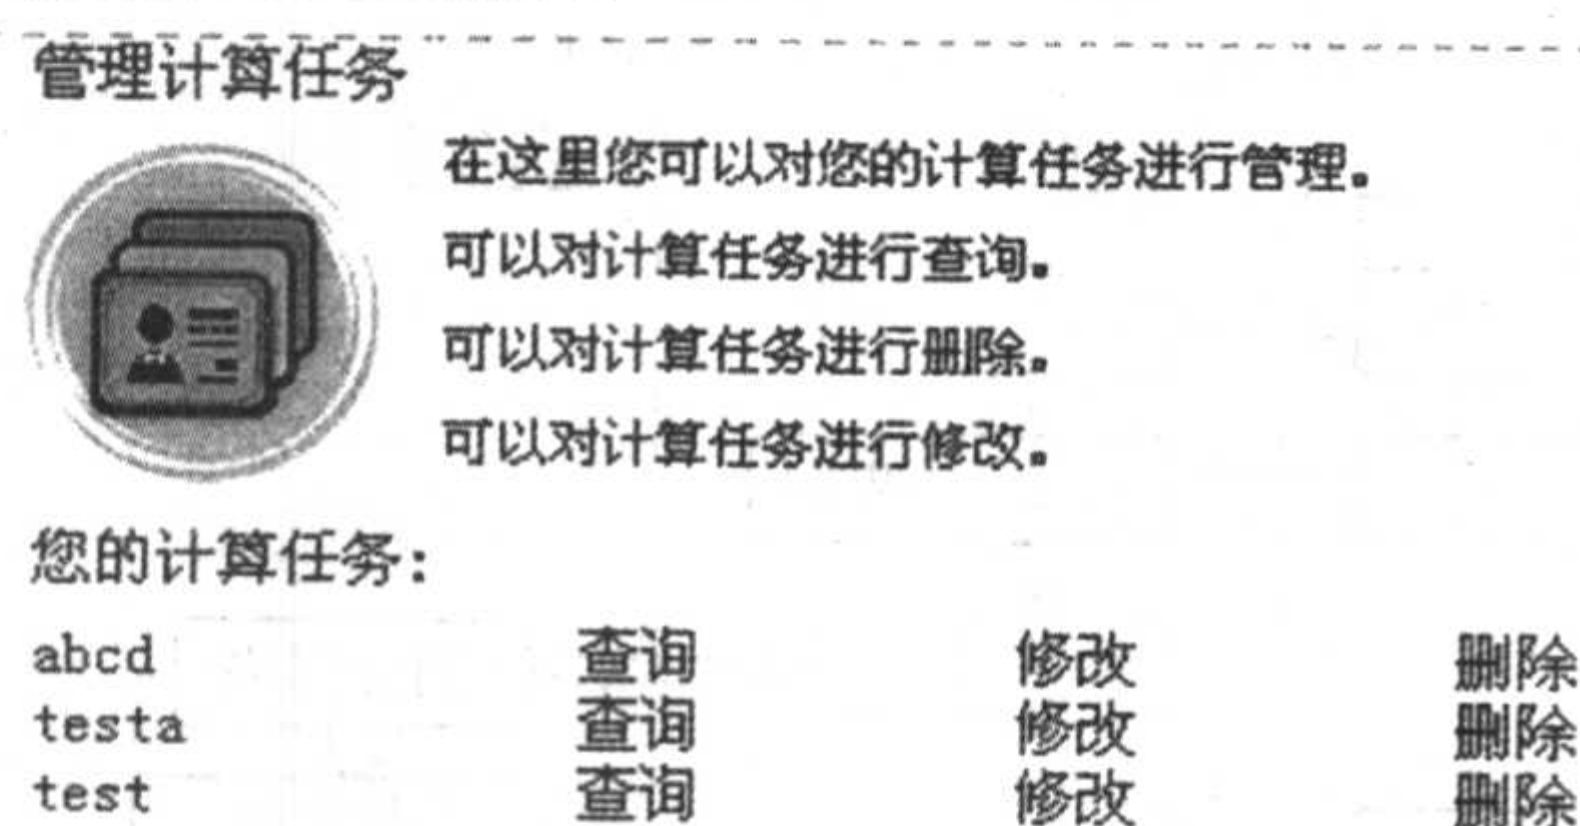 管理计算任务
在这里您可以对您的计算任务进行管理。
可以对计算任务进行查询。
可以对计算任务进行删除。
可以对计算任务进行修改。
您的计算任务：
abcd 查询 修改 删除
testa 查询 修改 删除
test 查询 修改 删除